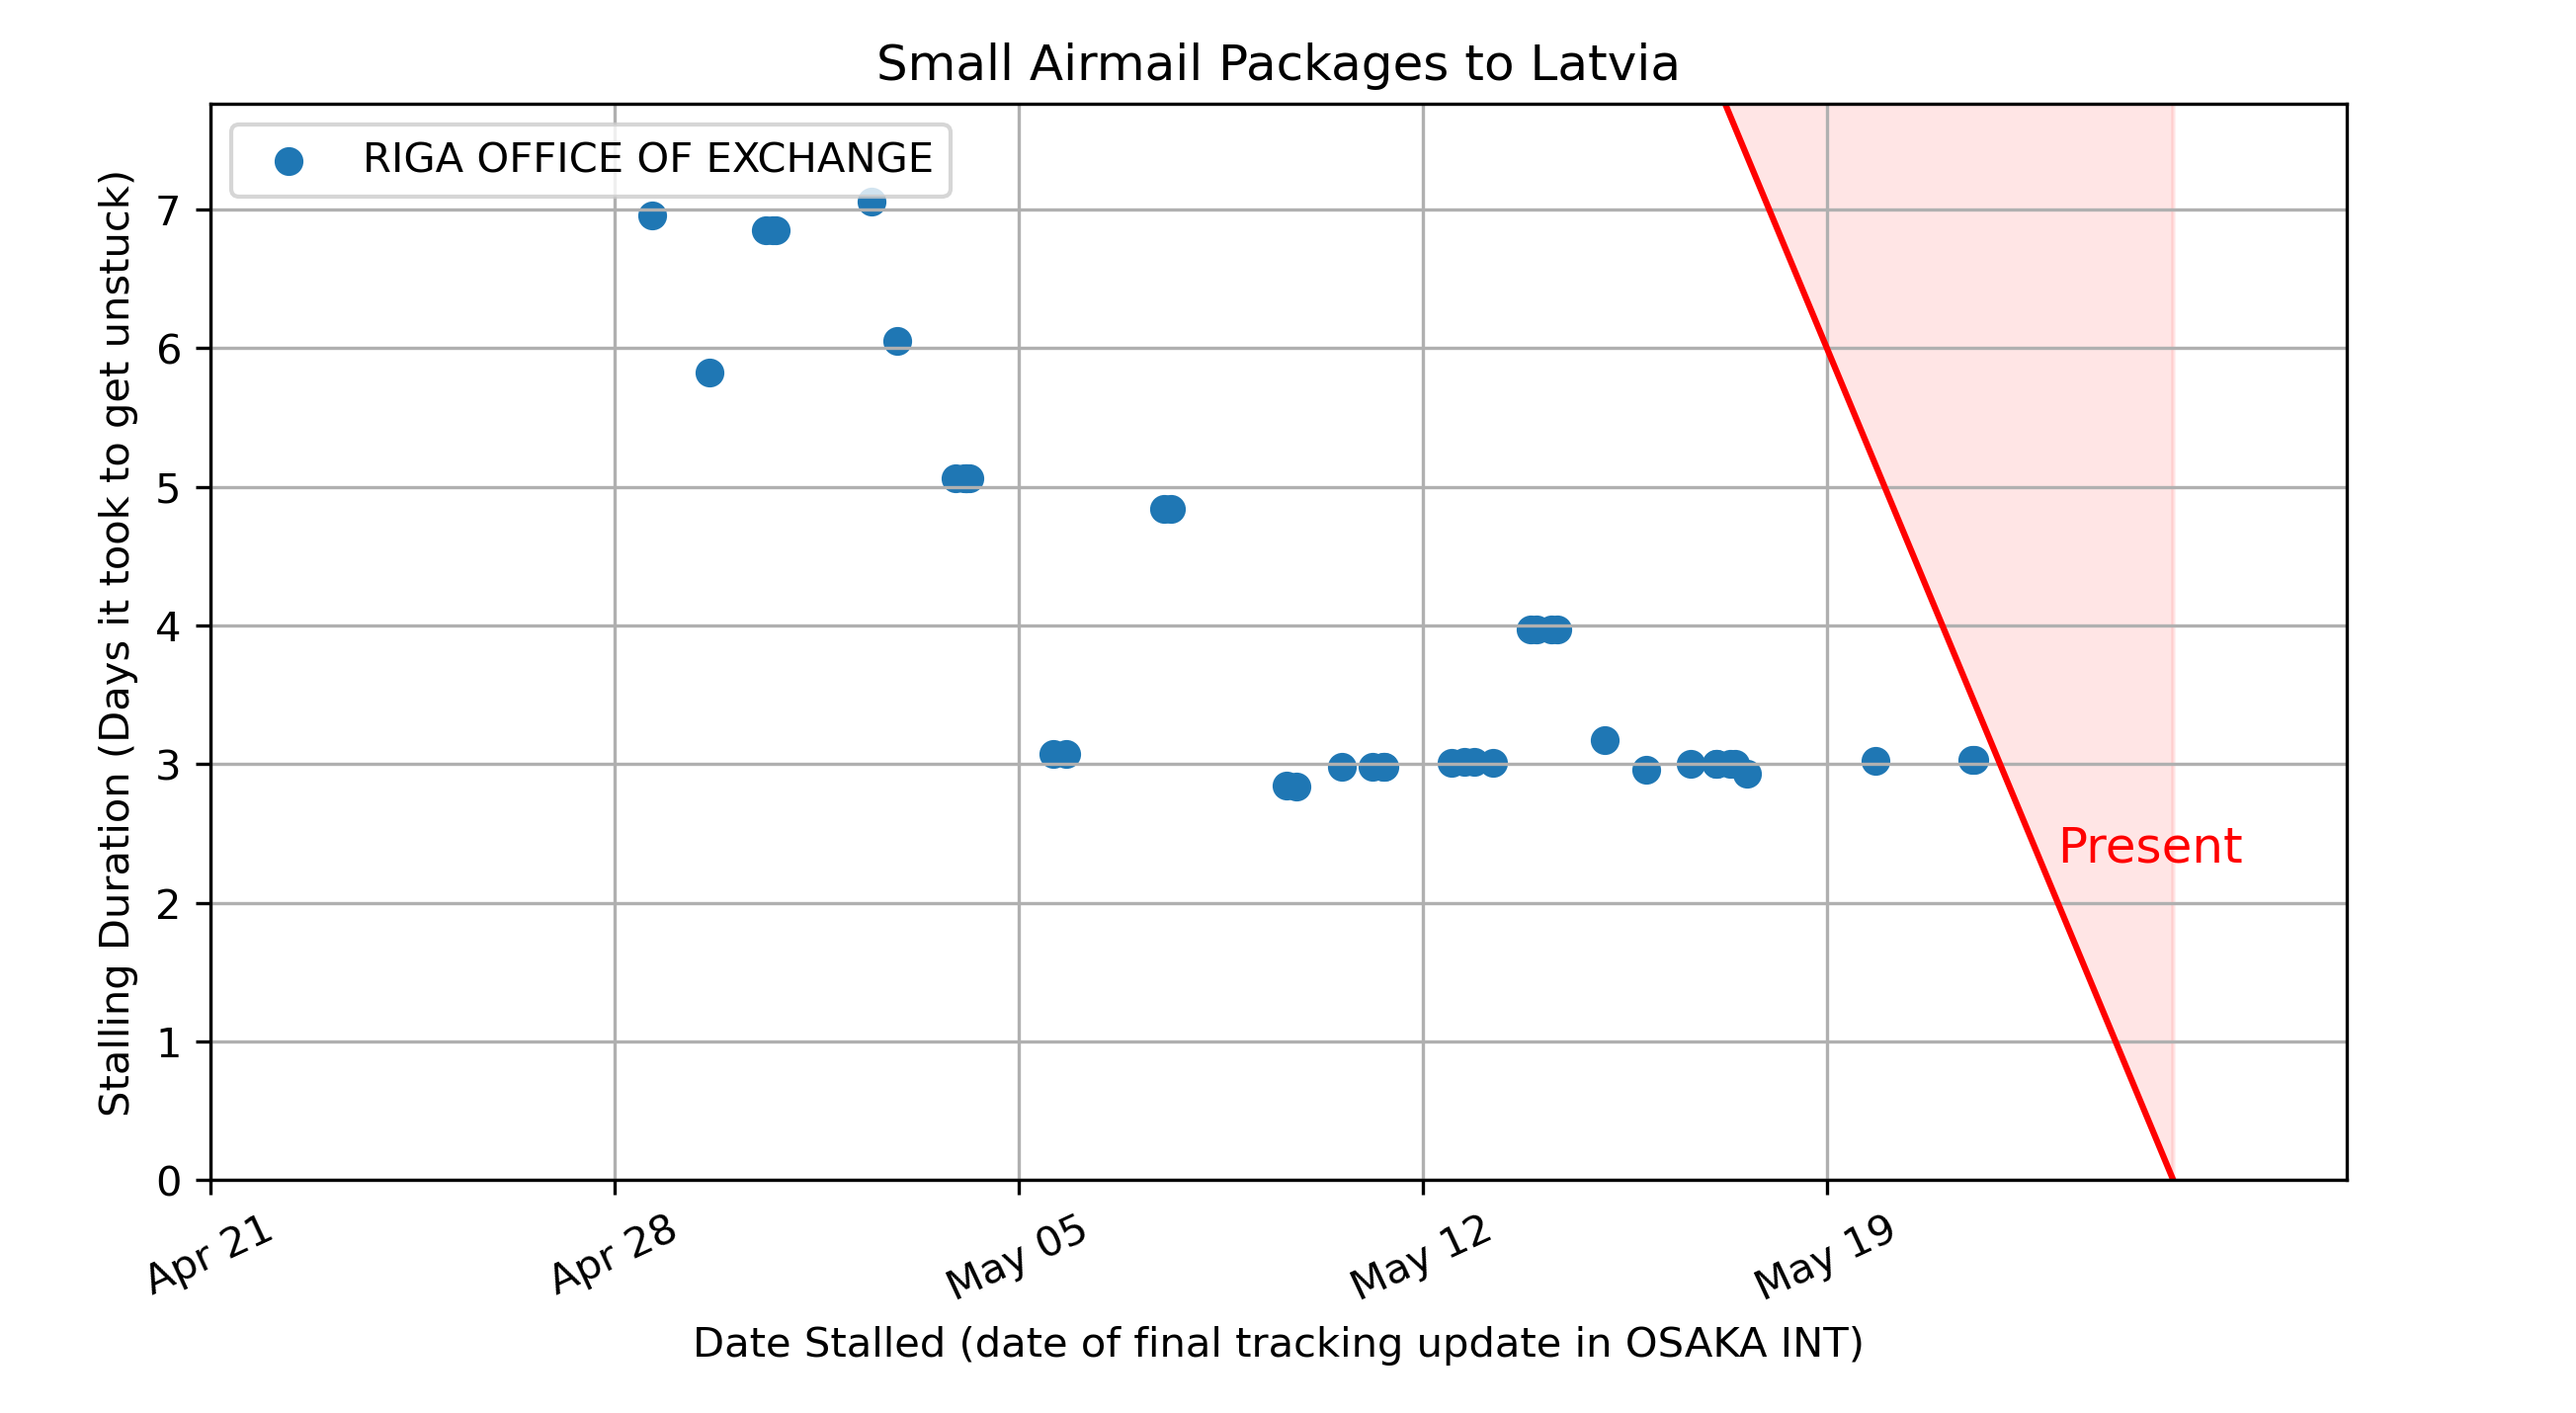 Small Airmail Packages to Latvia
RIGA OFFICE OF EXCHANGE
Stalling Duration (Days it took to get unstuck)
7
6
5
4
3
2
1
0
Present
Apr 21
Apr 28
May 05
May 12
May 19
Date Stalled (date of final tracking update in OSAKA INT)